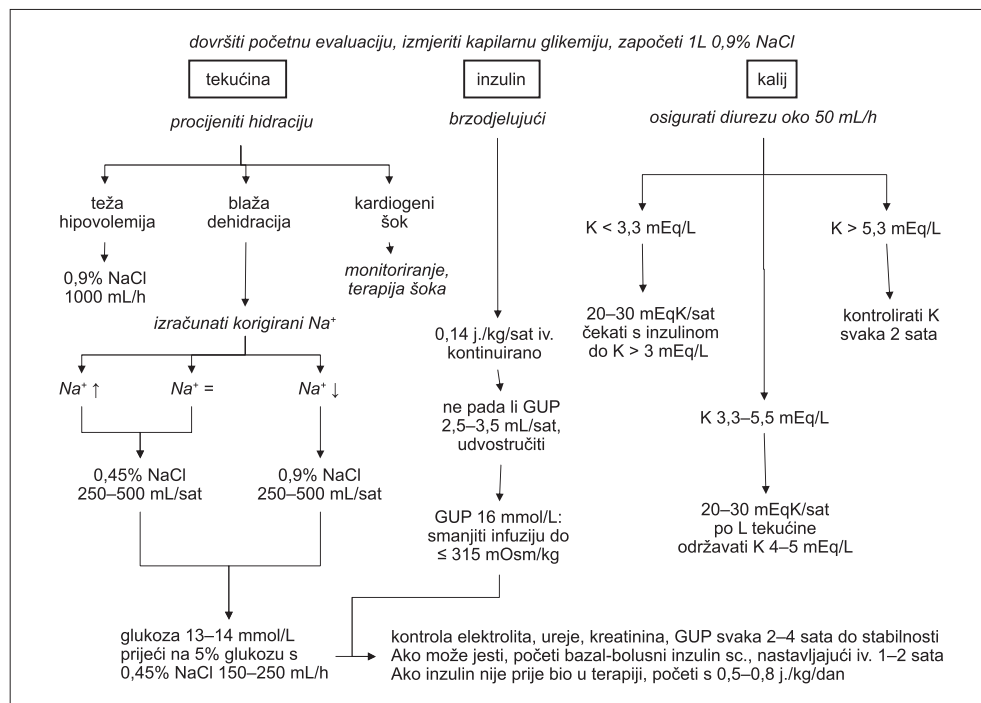 dovršiti početnu evaluaciju, izmjeriti kapilarnu glikemiju, započeti 1L 0,9% NaCl
tekućina
procijeniti hidraciju
teža
hipovolemija
0,9% NaCl
1000 mL/h
blaža
dehidracija
kardiogeni
šok
monitoriranje,
terapija šoka
izračunati korigirani Na⁺
Na⁺ ↑
Na⁺ =
Na⁺ ↓
0,45% NaCl
250–500 mL/sat
0,9% NaCl
250–500 mL/sat
glukoza 13–14 mmol/L
prijeći na 5% glukozu s
0,45% NaCl 150–250 mL/h
inzulin
brzodjelujući
0,14 j./kg/sat iv.
kontinuirano
ne pada li GUP
2,5–3,5 mL/sat,
udvostručiti
GUP 16 mmol/L:
smanjiti infuziju do
≤ 315 mOsm/kg
kalij
osigurati diurezu oko 50 mL/h
K < 3,3 mEq/L
20–30 mEqK/sat
čekati s inzulinom
do K > 3 mEq/L
K 3,3–5,5 mEq/L
20–30 mEqK/sat
po L tekućine
održavati K 4–5 mEq/L
K > 5,3 mEq/L
kontrolirati K
svaka 2 sata
kontrola elektrolita, ureje, kreatinina, GUP svaka 2–4 sata do stabilnosti
Ako može jesti, početi bazal-bolusni inzulin sc., nastavljajući iv. 1–2 sata
Ako inzulin nije prije bio u terapiji, početi s 0,5–0,8 j./kg/dan